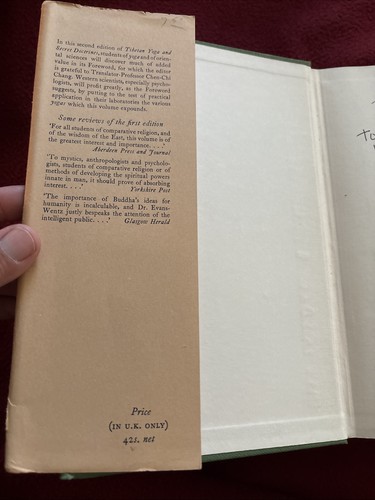 In this second edition of Tibetan Yoga and
Secret Doctrines, students of yoga and of orien-
tal sciences will discover much of added
value in its Foreword, for which the editor
is grateful to Translator-Professor Chen-Chi
Chang. Western scientists, especially psycho-
logists, will profit greatly, as the Foreword
suggests, by putting to the test of practical
application in their laboratories the various
yogas which this volume expounds.
Some reviews of the first edition
'For all students of comparative religion, and
of the wisdom of the East, this volume is of
the greatest interest and importance. . . .'
Aberdeen Press and Journal
'To mystics, anthropologists and psycholo-
gists, students of comparative religion or of
methods of developing the spiritual powers
innate in man, it should prove of absorbing
interest. . . .' Yorkshire Post
'The importance of Buddha's ideas for
humanity is incalculable, and Dr. Evans-
Wentz justly bespeaks the attention of the
intelligent public. . . .' Glasgow Herald
Price
(IN U.K. ONLY)
42s. net